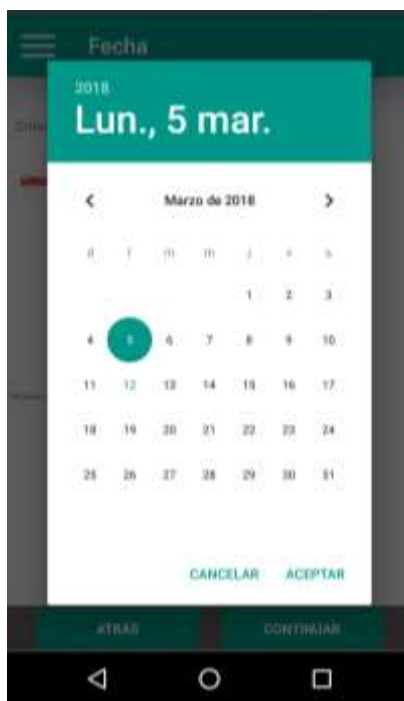 Fecha
2018
Lun., 5 mar.
Marzo de 2018
d l m m j v s
1 2 3
4 5 6 7 8 9 10
11 12 13 14 15 16 17
18 19 20 21 22 23 24
25 26 27 28 29 30 31
CANCELAR ACEPTAR
ATRÁS CONTINUAR